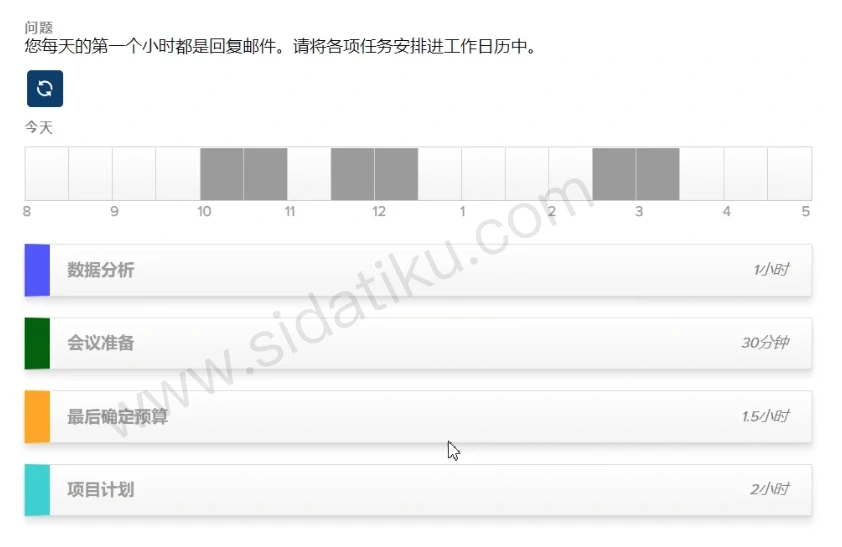 问题
您每天的第一个小时都是回复邮件。请将各项任务安排进工作日历中。
今天
8 9 10 11 12 1 2 3 4 5
数据分析 1小时
会议准备 30分钟
最后确定预算 1.5小时
项目计划 2小时
www.sidatiku.com